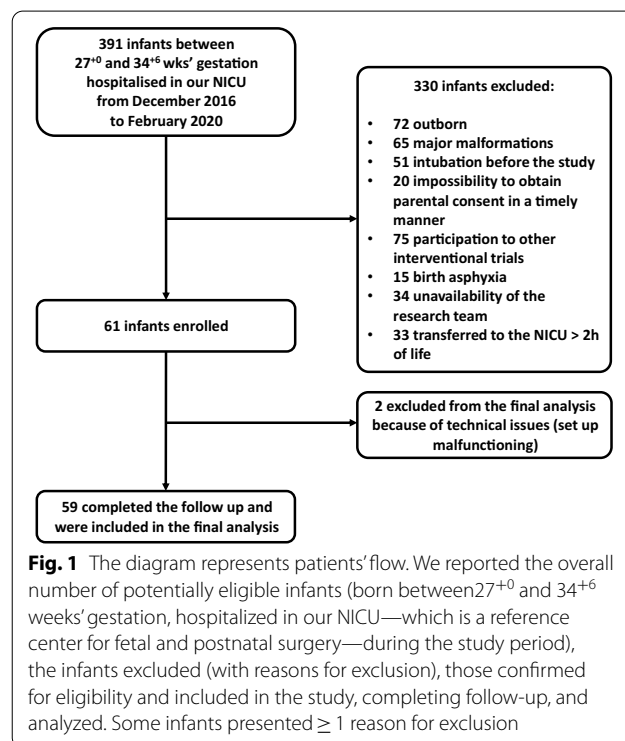 391 infants between
27+0 and 34+6 wks' gestation
hospitalised in our NICU
from December 2016
to February 2020
330 infants excluded:
• 72 outborn
• 65 major malformations
• 51 intubation before the study
• 20 impossibility to obtain
parental consent in a timely
manner
• 75 participation to other
interventional trials
• 15 birth asphyxia
• 34 unavailability of the
research team
• 33 transferred to the NICU > 2h
of life
61 infants enrolled
2 excluded from the final analysis
because of technical issues (set up
malfunctioning)
59 completed the follow up and
were included in the final analysis
Fig. 1 The diagram represents patients' flow. We reported the overall
number of potentially eligible infants (born between27+0 and 34+6
weeks' gestation, hospitalized in our NICU—which is a reference
center for fetal and postnatal surgery—during the study period),
the infants excluded (with reasons for exclusion), those confirmed
for eligibility and included in the study, completing follow-up, and
analyzed. Some infants presented ≥ 1 reason for exclusion